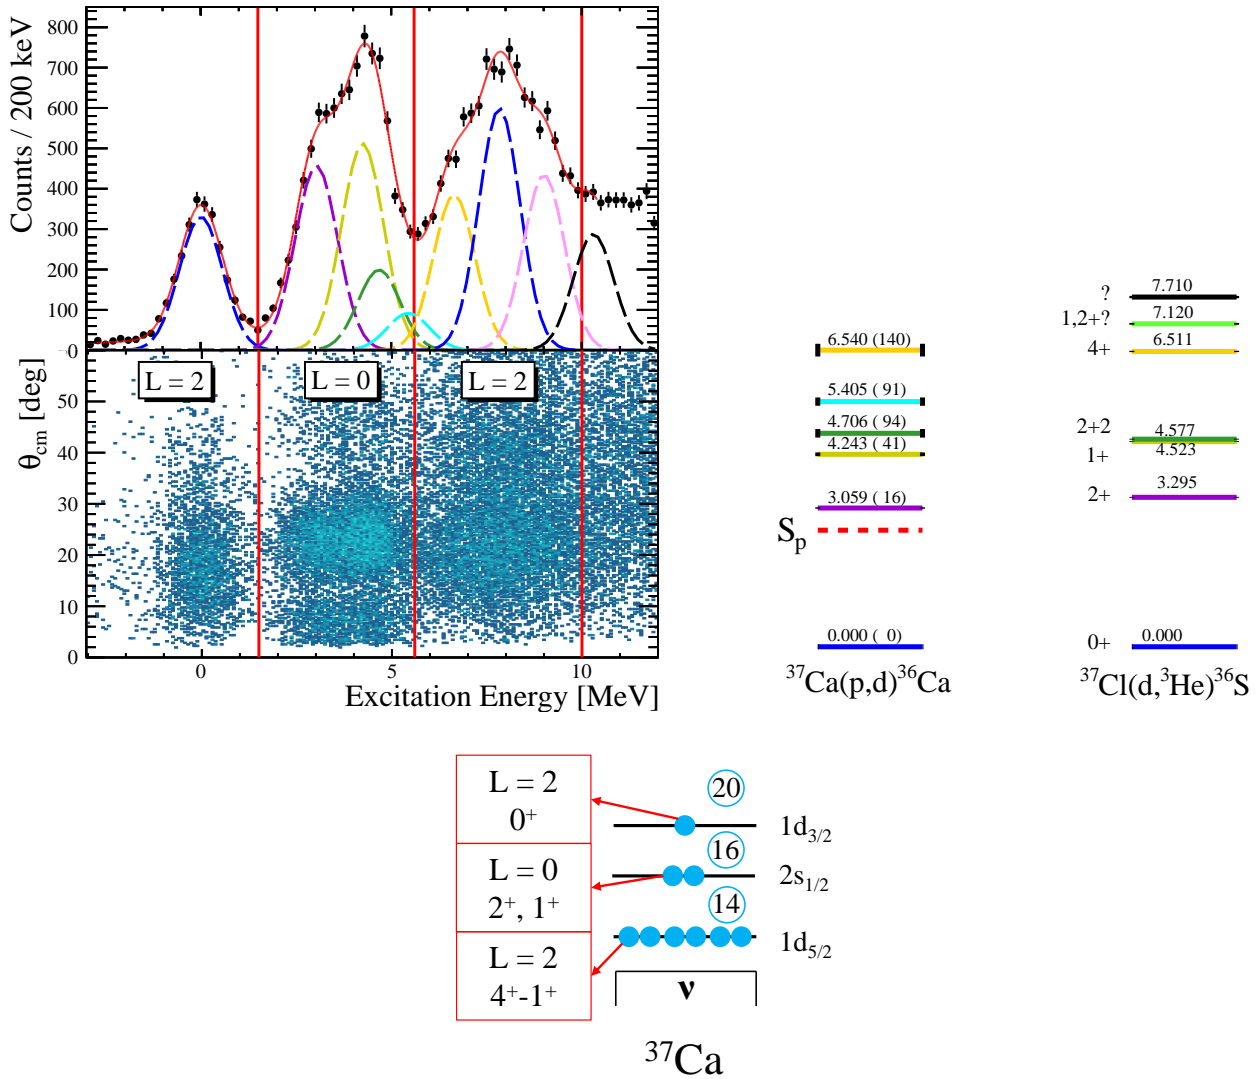 800
700
600
500
400
300
200
100
0
Counts / 200 keV
L = 2
L = 0
L = 2
50
40
30
20
10
0
θcm [deg]
0
5
10
Excitation Energy [MeV]
6.540 (140)
5.405 ( 91)
4.706 ( 94)
4.243 ( 41)
3.059 ( 16)
Sp
0.000 ( 0)
³⁷Ca(p,d)³⁶Ca
? 7.710
1,2+? 7.120
4+ 6.511
2+2 4.577
1+ 4.523
2+ 3.295
0+ 0.000
³⁷Cl(d,³He)³⁶S
L = 2
0⁺
L = 0
2⁺, 1⁺
L = 2
4⁺-1⁺
20
1d3/2
16
2s1/2
14
1d5/2
ν
³⁷Ca